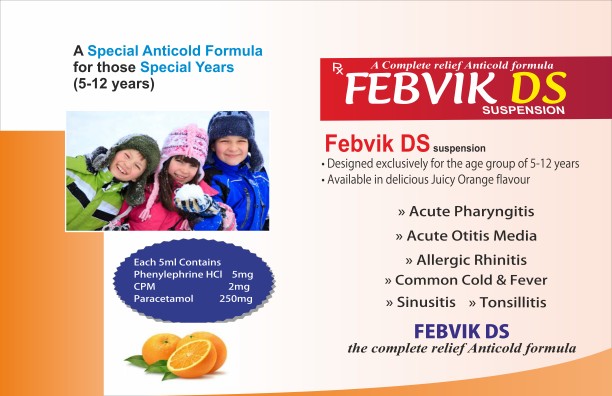 A Special Anticold Formula
for those Special Years
(5-12 years)
Each 5ml Contains
Phenylephrine HCl 5mg
CPM 2mg
Paracetamol 250mg
Rx
A Complete relief Anticold formula
FEBVIK DS
SUSPENSION
Febvik DS suspension
• Designed exclusively for the age group of 5-12 years
• Available in delicious Juicy Orange flavour
» Acute Pharyngitis
» Acute Otitis Media
» Allergic Rhinitis
» Common Cold & Fever
» Sinusitis » Tonsillitis
FEBVIK DS
the complete relief Anticold formula